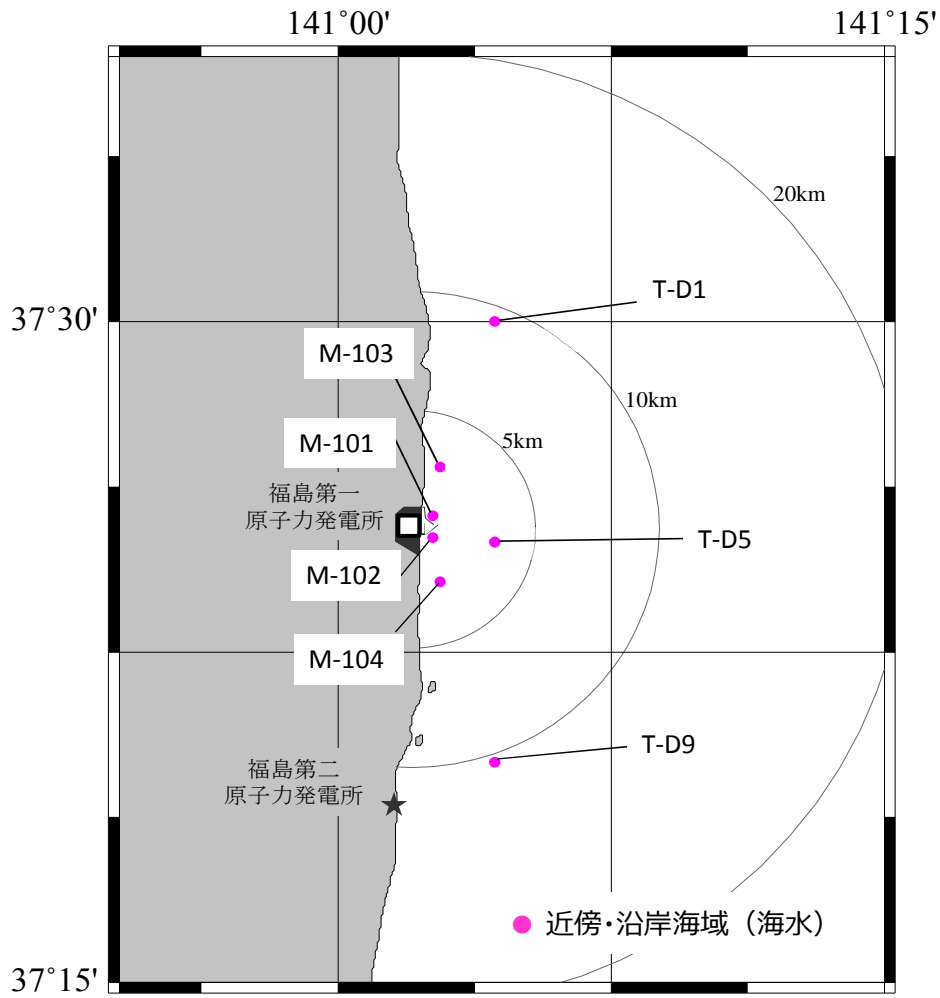 141°00'
141°15'
20km
T-D1
37°30'
M-103
10km
M-101
5km
福島第一
原子力発電所
T-D5
M-102
M-104
T-D9
福島第二
原子力発電所
近傍・沿岸海域（海水）
37°15'